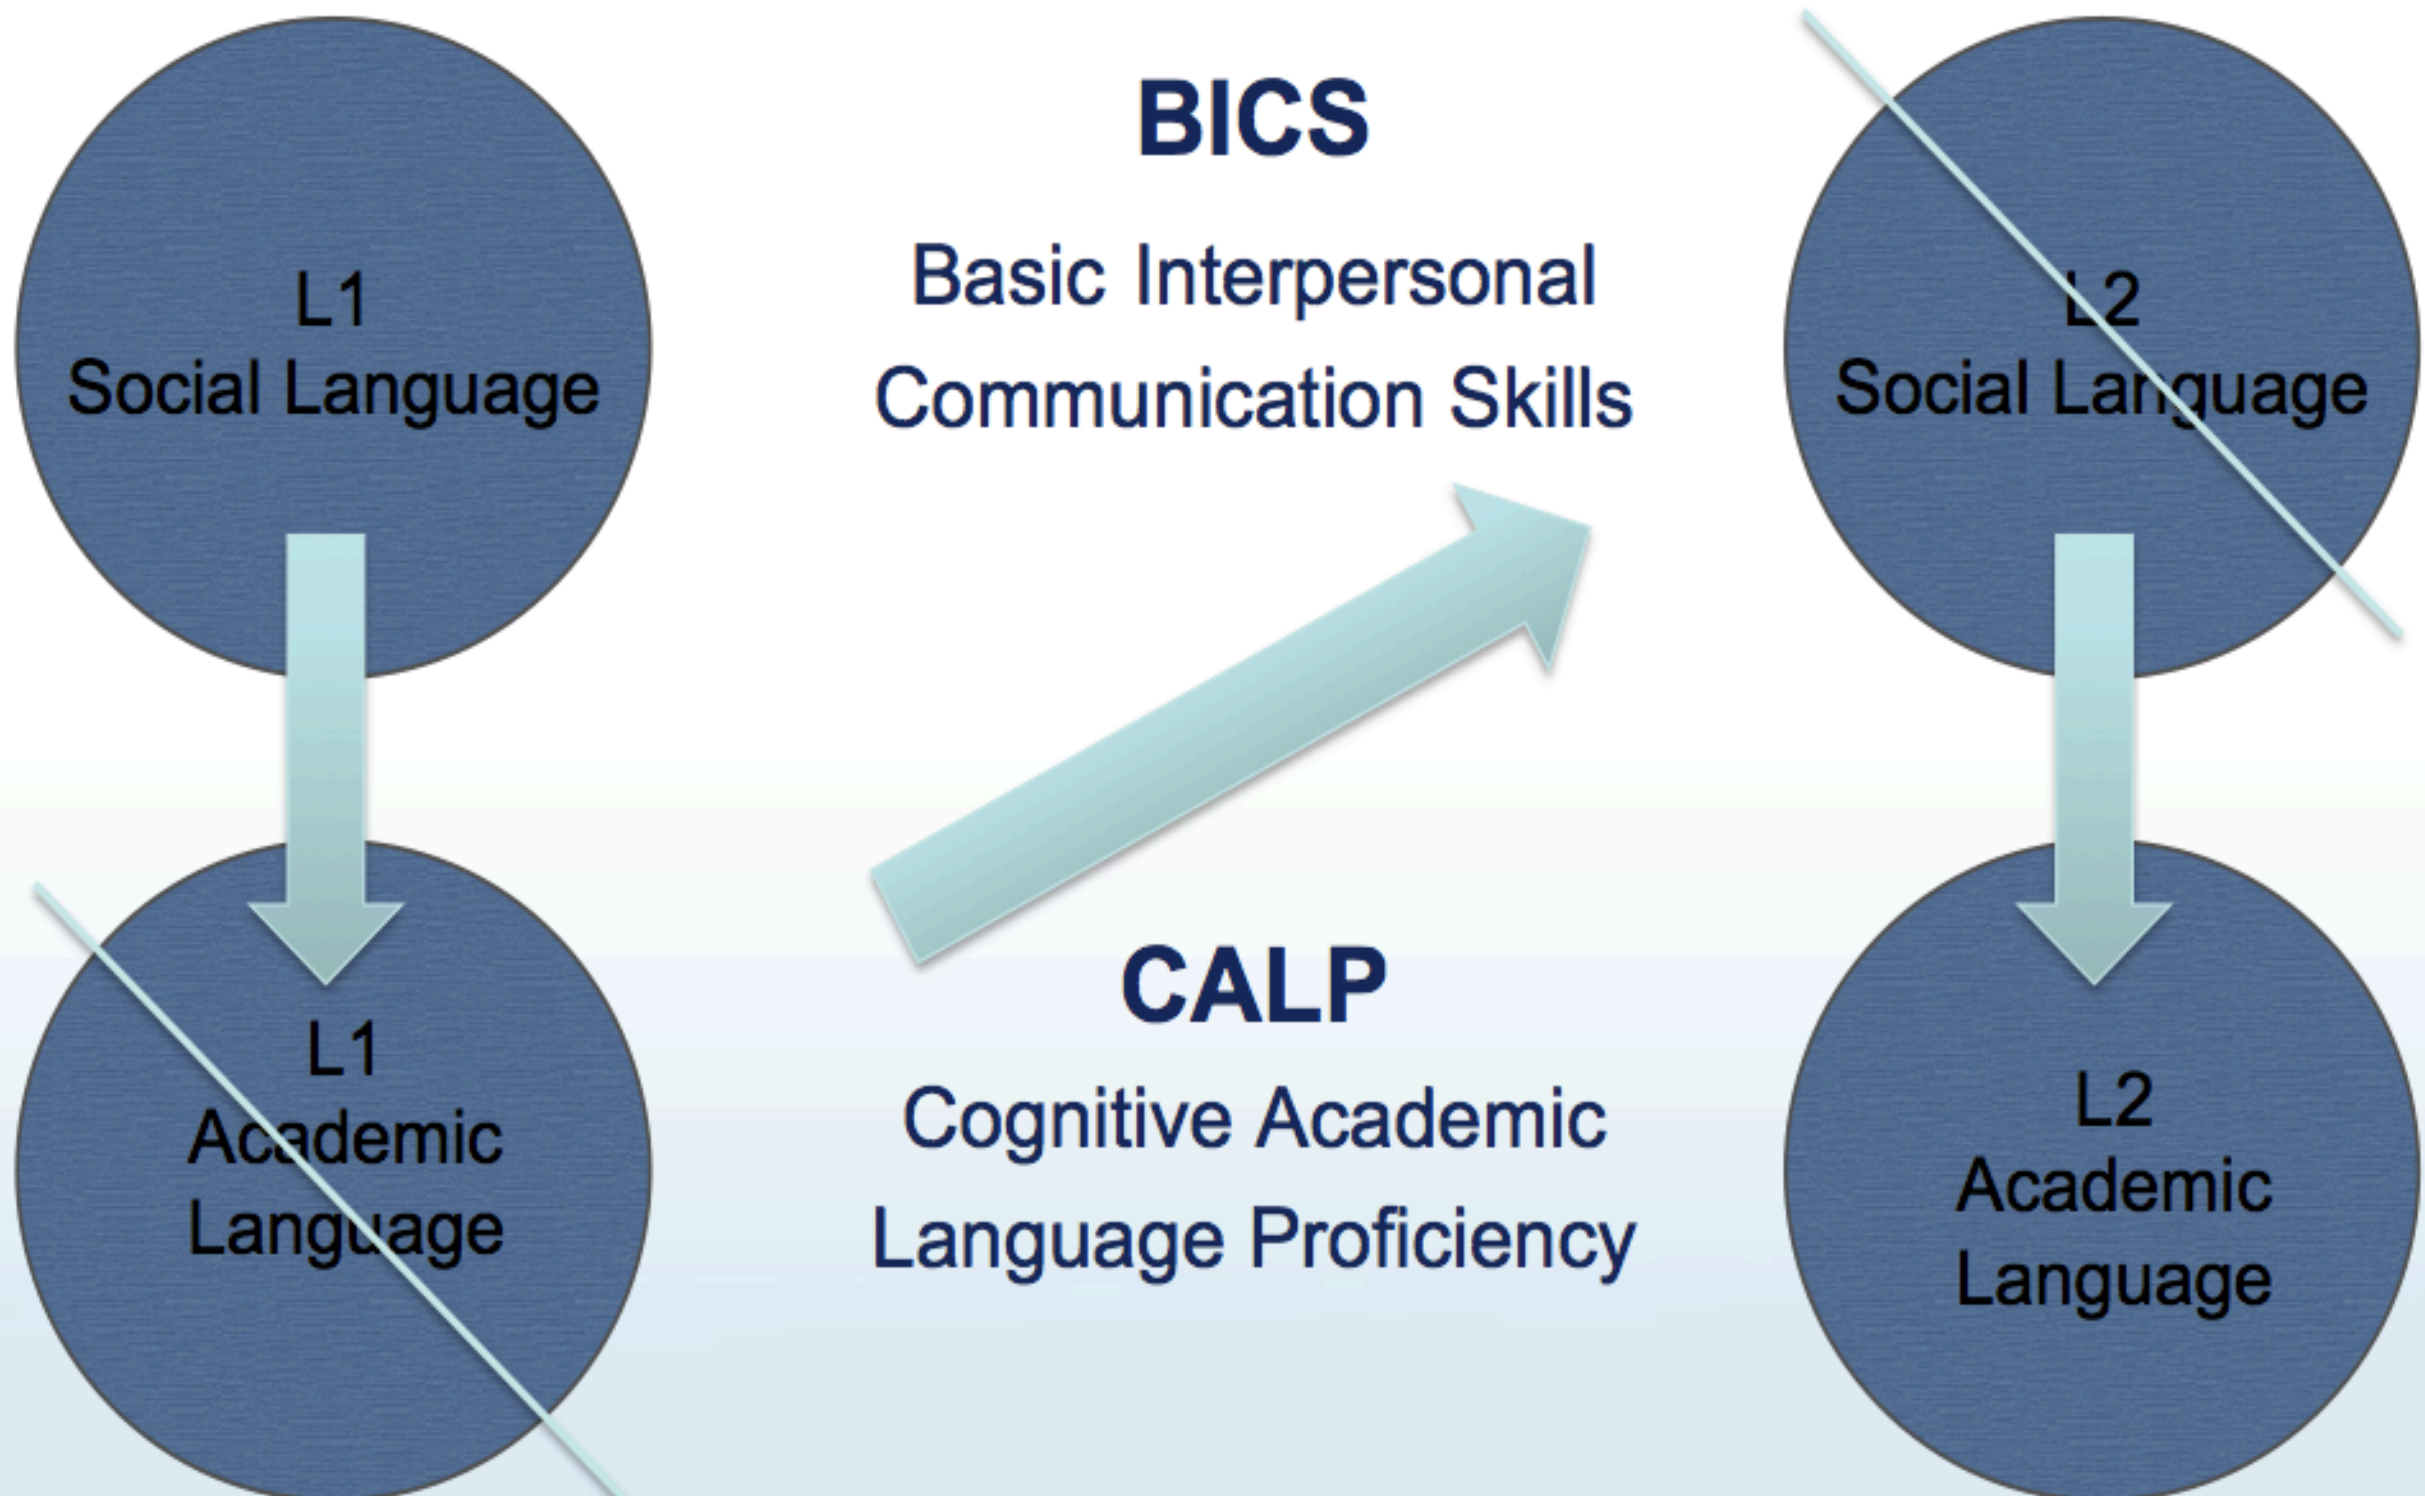 L1
Social Language
BICS
Basic Interpersonal
Communication Skills
L2
Social Language
L1
Academic
Language
CALP
Cognitive Academic
Language Proficiency
L2
Academic
Language